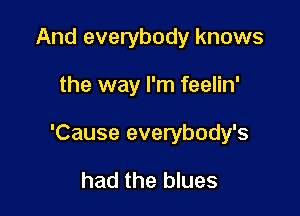 And everybody knows
the way I'm feelin'
'Cause everybody's
had the blues